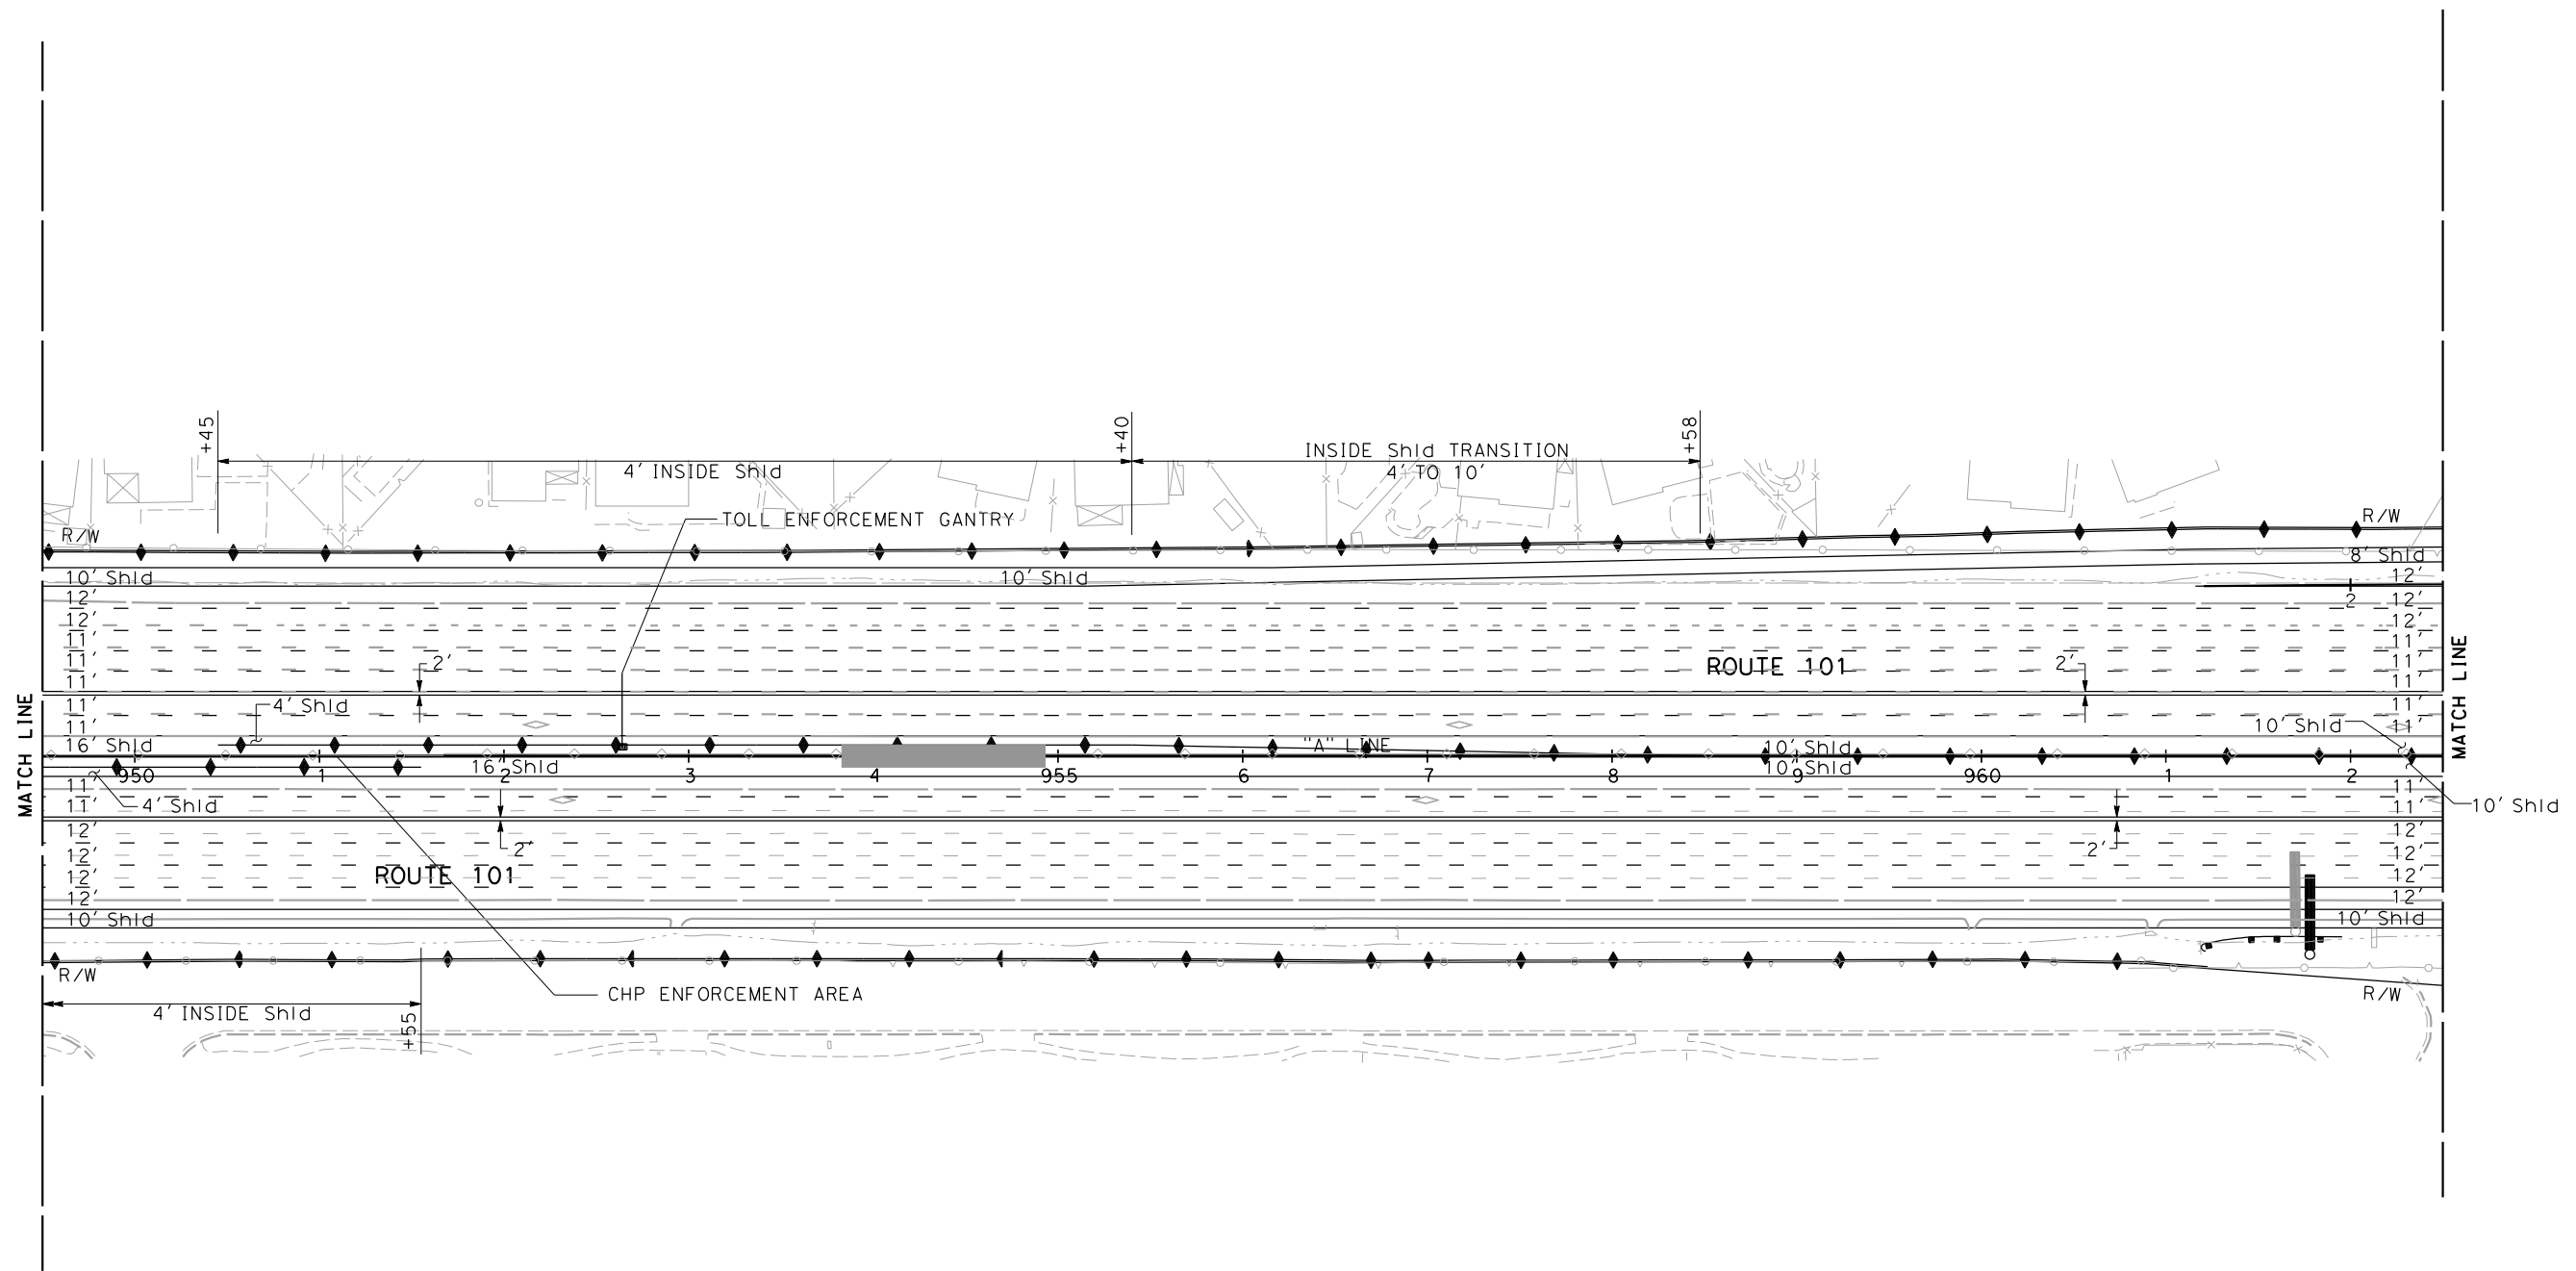 +45
+40
+58
INSIDE Shld TRANSITION
4' INSIDE Shld
4' TO 10'
TOLL ENFORCEMENT GANTRY
R/W
R/W
8' Shld
10' Shld
10' Shld
12'
12'
12'
2
12'
12'
11'
11'
11'
11'
11'
ROUTE 101
2'
2'
11'
11'
11'
11'
4' Shld
11'
11'
10' Shld
16' Shld
"A" LINE
10' Shld
950
1
2
16' Shld
3
4
955
6
7
8
9
10' Shld
960
1
2
MATCH LINE
MATCH LINE
11'
11'
4' Shld
11'
11'
10' Shld
12'
12'
2'
2'
12'
12'
ROUTE 101
12'
12'
12'
12'
10' Shld
10' Shld
R/W
CHP ENFORCEMENT AREA
R/W
4' INSIDE Shld
+55